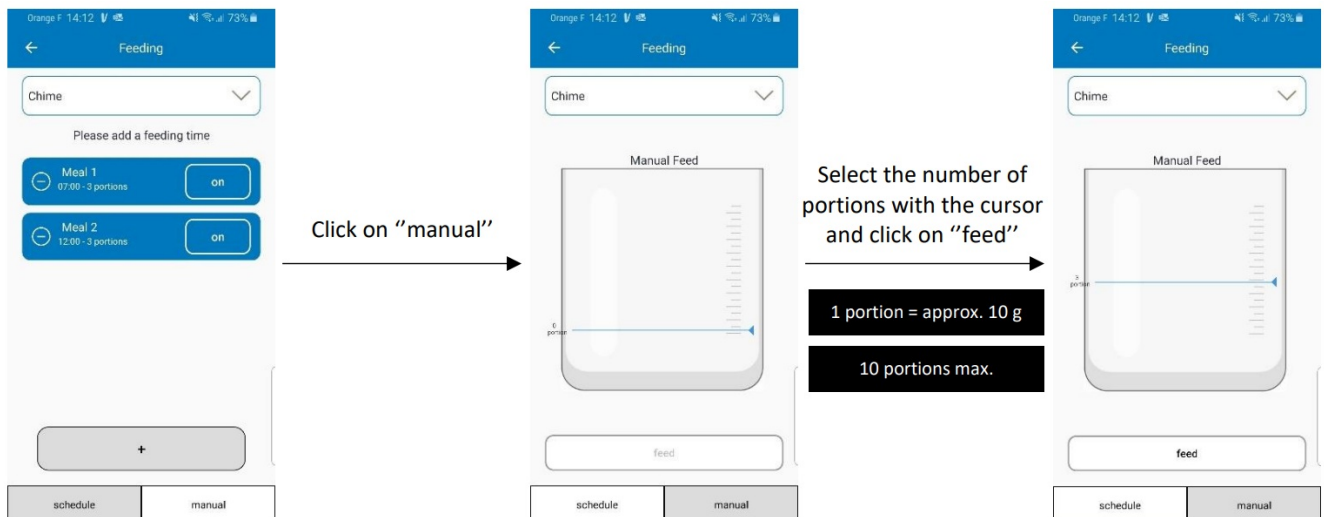 Orange F 14:12
73%
Feeding
Chime
Please add a feeding time
Meal 1
07:00 - 3 portions
on
Meal 2
12:00 - 3 portions
on
+
schedule
manual
Click on ‘’manual’’
Orange F 14:12
73%
Feeding
Chime
Manual Feed
0
portion
feed
schedule
manual
Select the number of
portions with the cursor
and click on ‘’feed’’
1 portion = approx. 10 g
10 portions max.
Orange F 14:12
73%
Feeding
Chime
Manual Feed
3
portion
feed
schedule
manual